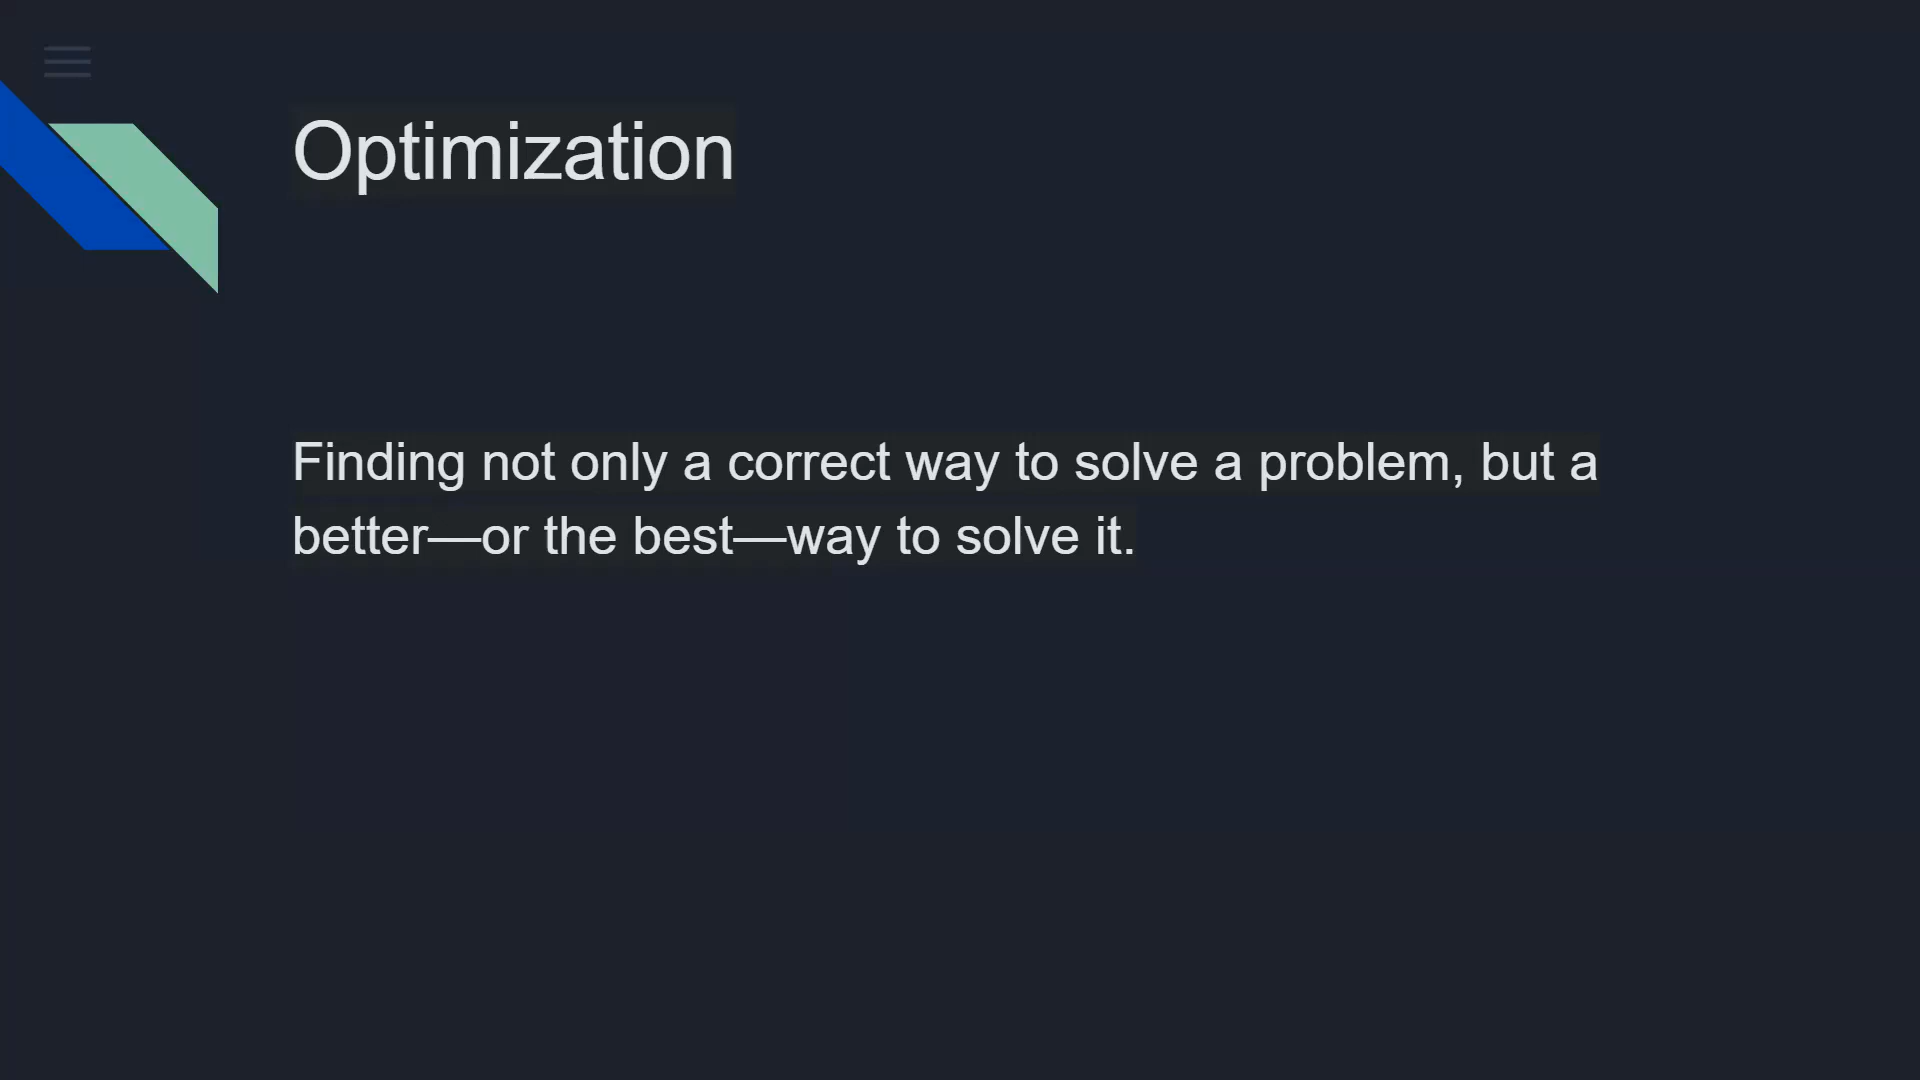 Optimization
Finding not only a correct way to solve a problem, but a
better—or the best—way to solve it.